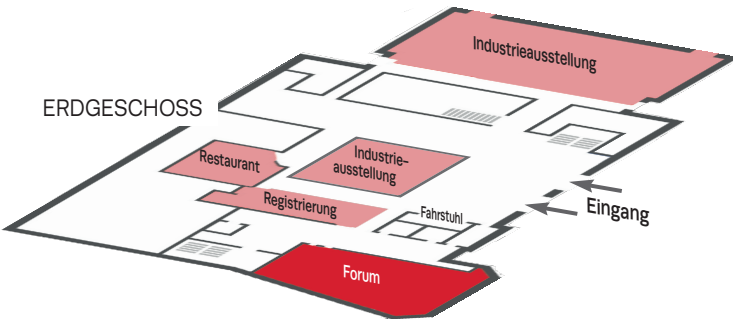 Industrieausstellung
ERDGESCHOSS
Industrie-
ausstellung
Restaurant
Registrierung
Fahrstuhl
Eingang
Forum